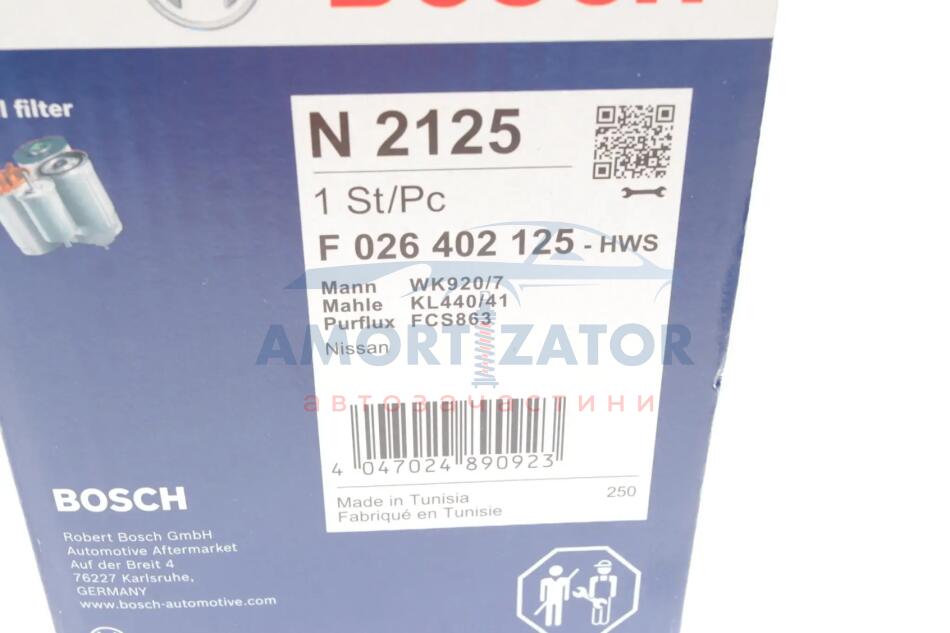 BOSCH
l filter
N 2125
1 St/Pc
F 026 402 125 - HWS
Mann WK920/7
Mahle KL440/41
Purflux FCS863
Nissan
AMORTIZATOR
автозапчастини
4 047024 890923
Made in Tunisia
Fabriqué en Tunisie
250
BOSCH
Robert Bosch GmbH
Automotive Aftermarket
Auf der Breit 4
76227 Karlsruhe,
GERMANY
www.bosch-automotive.com